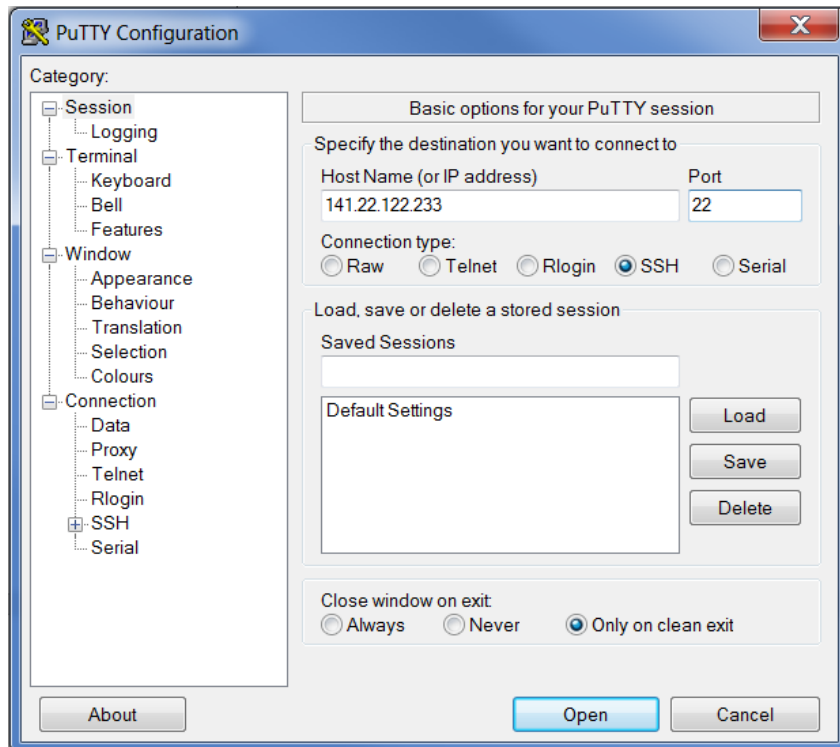 PuTTY Configuration
Category:
Session
Logging
Terminal
Keyboard
Bell
Features
Window
Appearance
Behaviour
Translation
Selection
Colours
Connection
Data
Proxy
Telnet
Rlogin
SSH
Serial
Basic options for your PuTTY session
Specify the destination you want to connect to
Host Name (or IP address) Port
141.22.122.233 22
Connection type:
Raw Telnet Rlogin SSH Serial
Load, save or delete a stored session
Saved Sessions
Default Settings
Load
Save
Delete
Close window on exit:
Always Never Only on clean exit
About Open Cancel